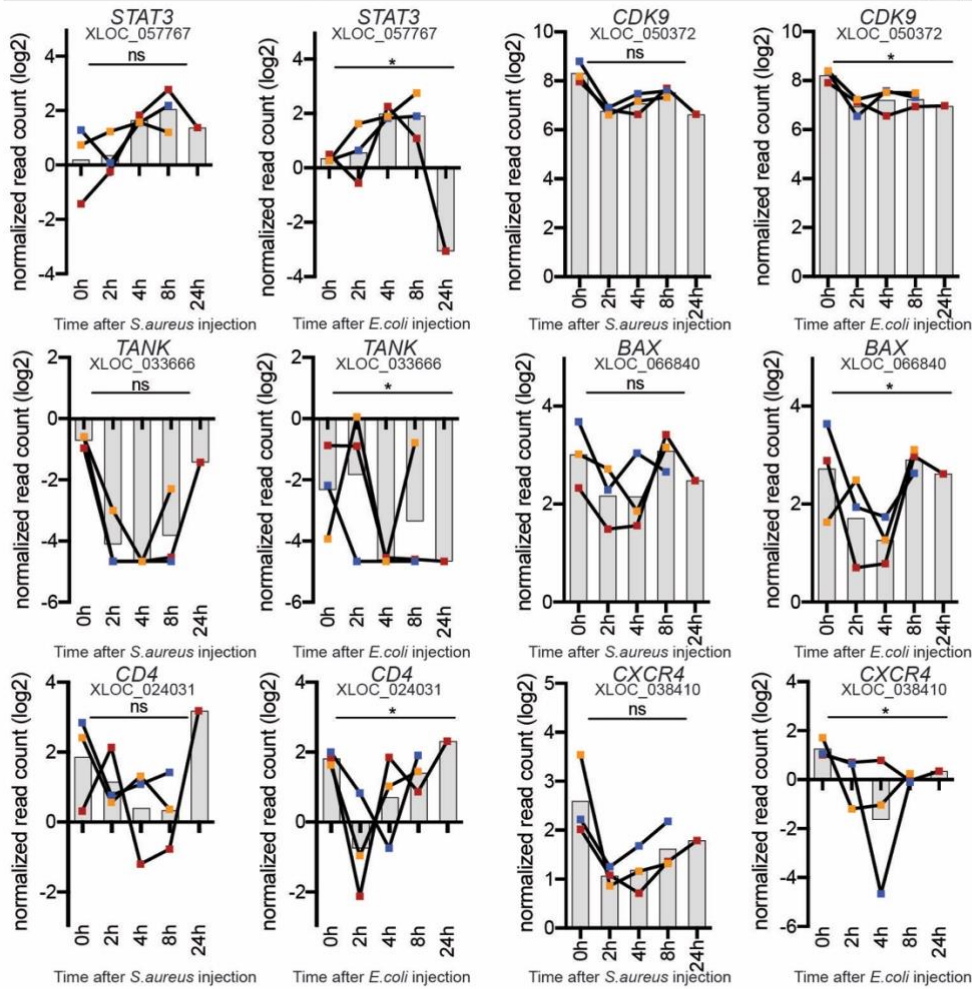 STAT3
XLOC_057767
ns
normalized read count (log2)
4
2
0
-2
-4
0h
2h
4h
8h
24h
Time after S.aureus injection
STAT3
XLOC_057767
*
normalized read count (log2)
4
2
0
-2
-4
0h
2h
4h
8h
24h
Time after E.coli injection
CDK9
XLOC_050372
ns
normalized read count (log2)
10
8
6
4
2
0
0h
2h
4h
8h
24h
Time after S.aureus injection
CDK9
XLOC_050372
*
normalized read count (log2)
10
8
6
4
2
0
0h
2h
4h
8h
24h
Time after E.coli injection
TANK
XLOC_033666
ns
normalized read count (log2)
2
0
-2
-4
-6
0h
2h
4h
8h
24h
Time after S.aureus injection
TANK
XLOC_033666
*
normalized read count (log2)
2
0
-2
-4
-6
0h
2h
4h
8h
24h
Time after E.coli injection
BAX
XLOC_066840
ns
normalized read count (log2)
4
2
0
0h
2h
4h
8h
24h
Time after S.aureus injection
BAX
XLOC_066840
*
normalized read count (log2)
4
2
0
0h
2h
4h
8h
24h
Time after E.coli injection
CD4
XLOC_024031
ns
normalized read count (log2)
4
2
0
-2
0h
2h
4h
8h
24h
Time after S.aureus injection
CD4
XLOC_024031
*
normalized read count (log2)
4
2
0
-2
0h
2h
4h
8h
24h
Time after E.coli injection
CXCR4
XLOC_038410
ns
normalized read count (log2)
5
4
3
2
1
0
0h
2h
4h
8h
24h
Time after S.aureus injection
CXCR4
XLOC_038410
*
normalized read count (log2)
4
2
0
-2
-4
-6
0h
2h
4h
8h
24h
Time after E.coli injection